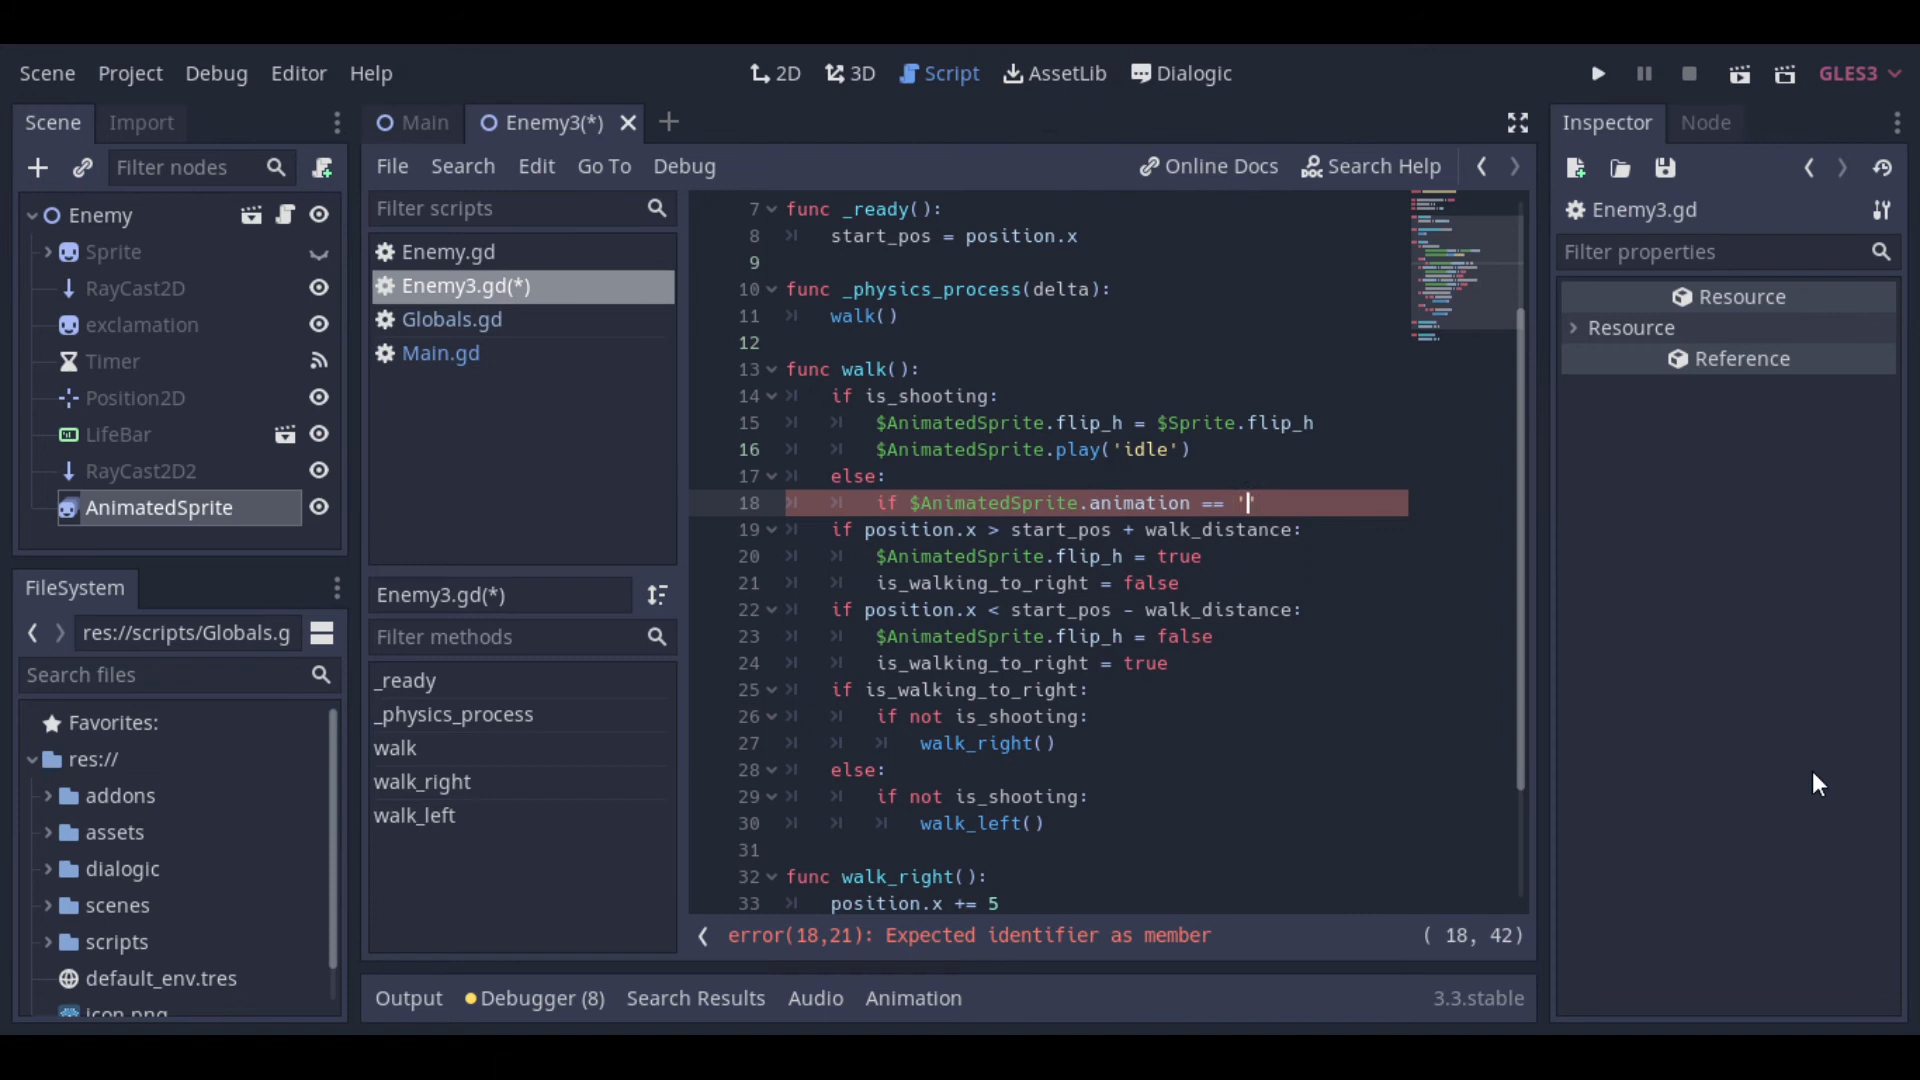 Scene Project Debug Editor Help 2D 3D Script AssetLib Dialogic GLES3
Scene Import
Filter nodes
Enemy
Sprite
RayCast2D
exclamation
Timer
Position2D
LifeBar
RayCast2D2
AnimatedSprite
FileSystem
res://scripts/Globals.g
Search files
Favorites:
res://
addons
assets
dialogic
scenes
scripts
default_env.tres
icon.png
Main Enemy3(*)
File Search Edit Go To Debug Online Docs Search Help
Filter scripts
Enemy.gd
Enemy3.gd(*)
Globals.gd
Main.gd
Enemy3.gd(*)
Filter methods
_ready
_physics_process
walk
walk_right
walk_left
7 func _ready():
8 start_pos = position.x
9
10 func _physics_process(delta):
11 walk()
12
13 func walk():
14 if is_shooting:
15 $AnimatedSprite.flip_h = $Sprite.flip_h
16 $AnimatedSprite.play('idle')
17 else:
18 if $AnimatedSprite.animation == ''
19 if position.x > start_pos + walk_distance:
20 $AnimatedSprite.flip_h = true
21 is_walking_to_right = false
22 if position.x < start_pos - walk_distance:
23 $AnimatedSprite.flip_h = false
24 is_walking_to_right = true
25 if is_walking_to_right:
26 if not is_shooting:
27 walk_right()
28 else:
29 if not is_shooting:
30 walk_left()
31
32 func walk_right():
33 position.x += 5
error(18,21): Expected identifier as member ( 18, 42)
Output Debugger (8) Search Results Audio Animation 3.3.stable
Inspector Node
Enemy3.gd
Filter properties
Resource
Resource
Reference